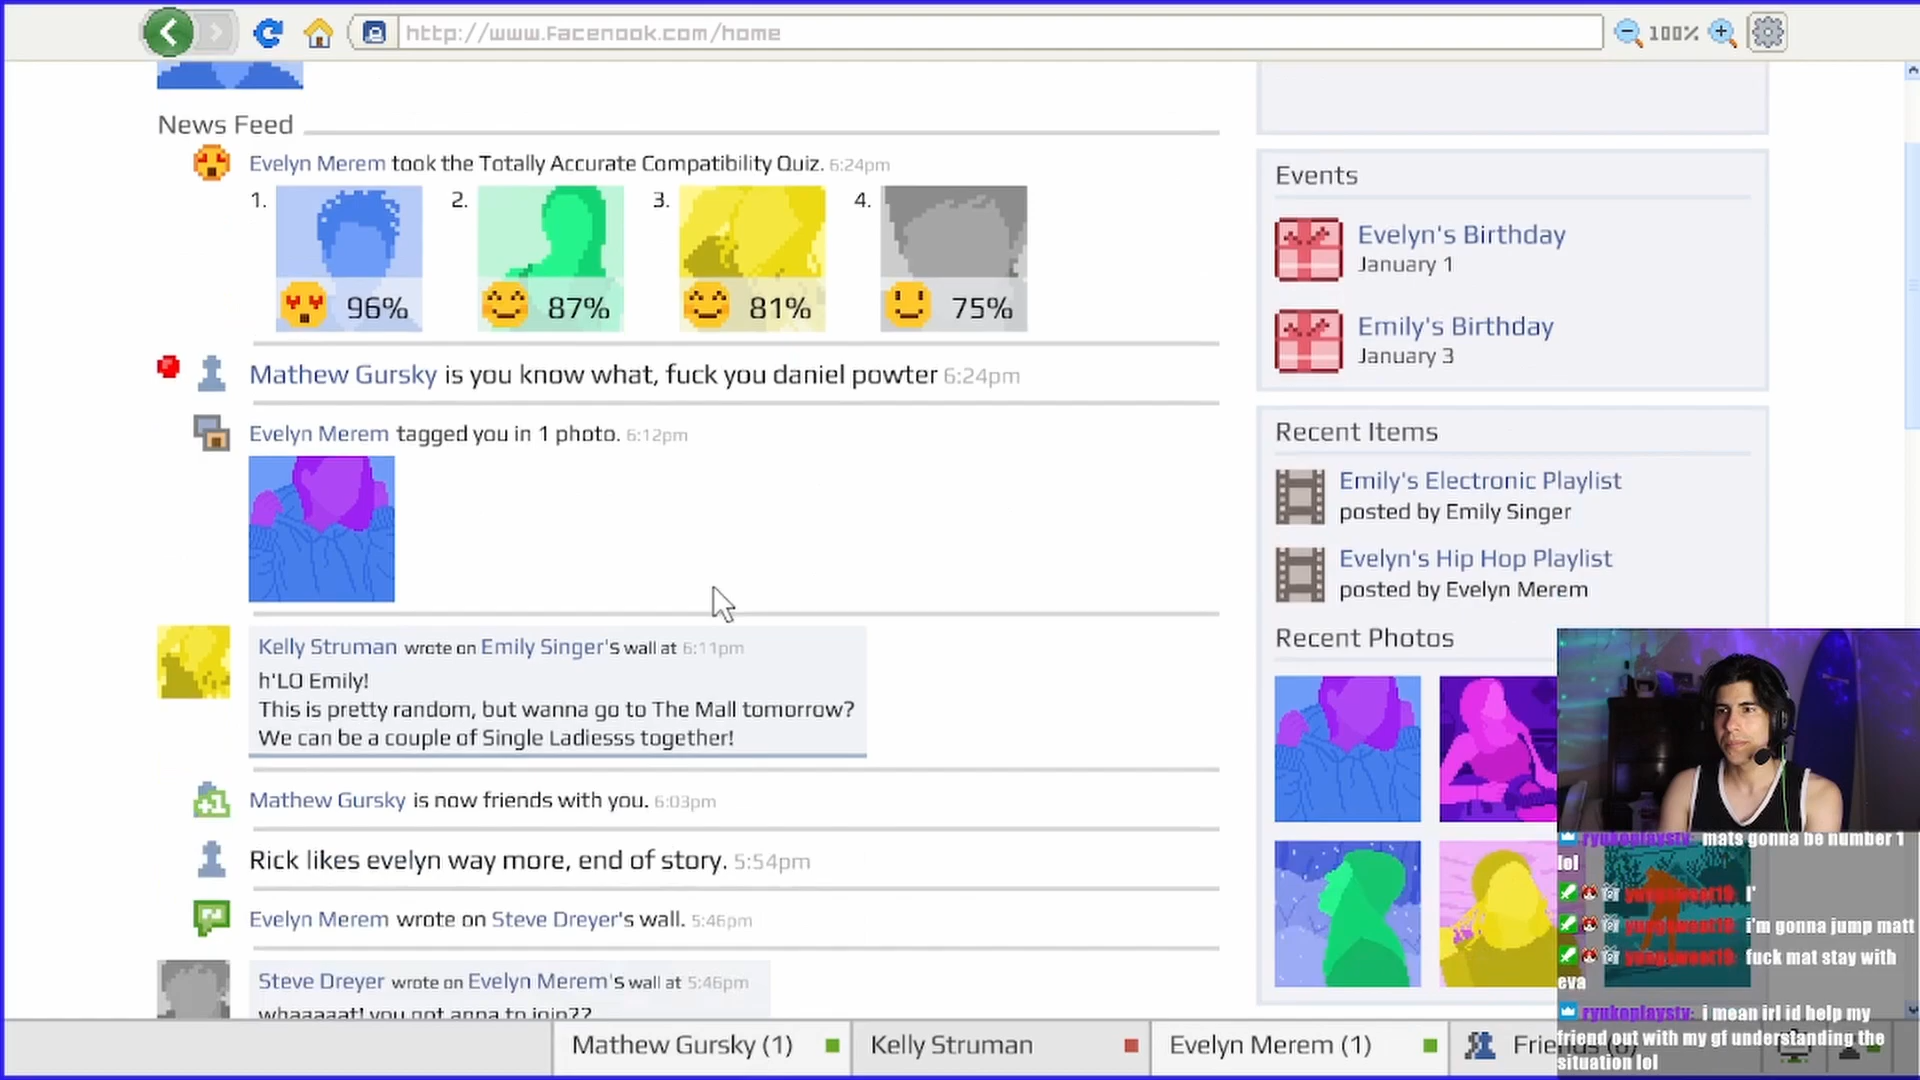 http://www.facenook.com/home
100%
News Feed
Evelyn Merem took the Totally Accurate Compatibility Quiz. 6:24pm
1. 2. 3. 4.
96% 87% 81% 75%
Mathew Gursky is you know what, fuck you daniel powter 6:24pm
Evelyn Merem tagged you in 1 photo. 6:12pm
Kelly Struman wrote on Emily Singer's wall at 6:11pm
h'LO Emily!
This is pretty random, but wanna go to The Mall tomorrow?
We can be a couple of Single Ladiesss together!
+1
Mathew Gursky is now friends with you. 6:03pm
Rick likes evelyn way more, end of story. 5:54pm
Evelyn Merem wrote on Steve Dreyer's wall. 5:46pm
Steve Dreyer wrote on Evelyn Merem's wall at 5:46pm
whaaaaat! you not gnna to join??
Events
Evelyn's Birthday
January 1
Emily's Birthday
January 3
Recent Items
Emily's Electronic Playlist
posted by Emily Singer
Evelyn's Hip Hop Playlist
posted by Evelyn Merem
Recent Photos
ryukoplaystv: mats gonna be number 1
lol
I'
i'm gonna jump matt
fuck mat stay with
eva
ryukoplaystv: i mean irl id help my
friend out with my gf understanding the
situation lol
Mathew Gursky (1)
Kelly Struman
Evelyn Merem (1)